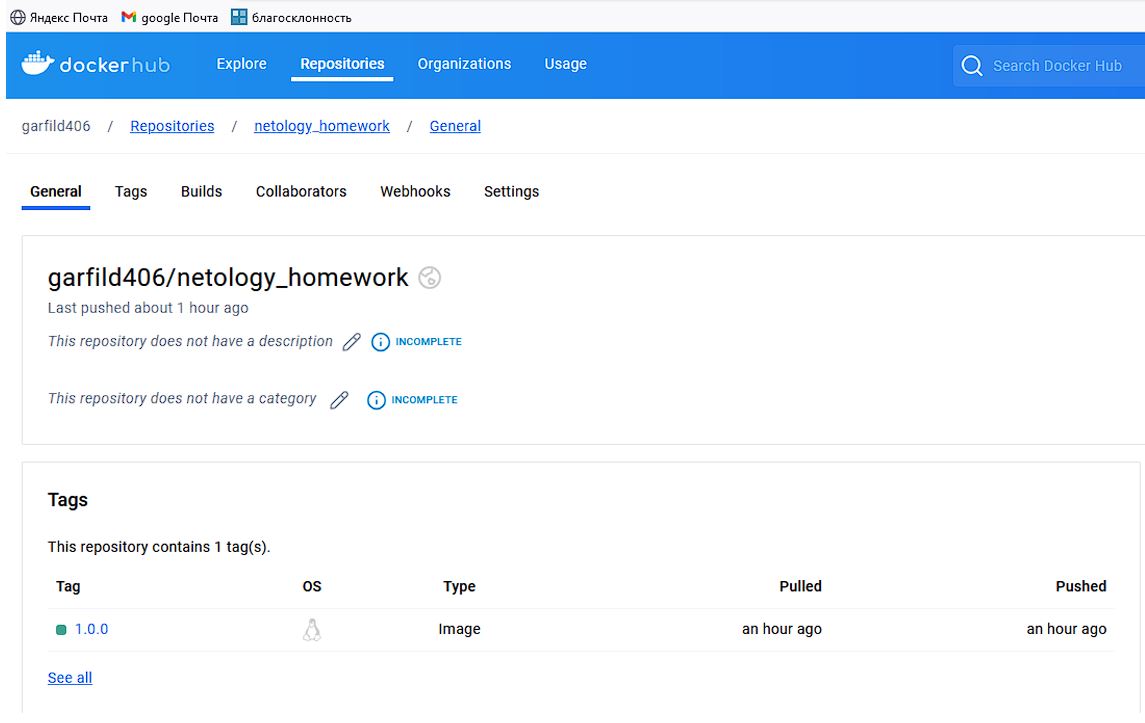 Яндекс Почта google Почта благосклонность
dockerhub Explore Repositories Organizations Usage Search Docker Hub
garfild406 / Repositories / netology_homework / General
General Tags Builds Collaborators Webhooks Settings
garfild406/netology_homework
Last pushed about 1 hour ago
This repository does not have a description INCOMPLETE
This repository does not have a category INCOMPLETE
Tags
This repository contains 1 tag(s).
Tag OS Type Pulled Pushed
1.0.0 Image an hour ago an hour ago
See all